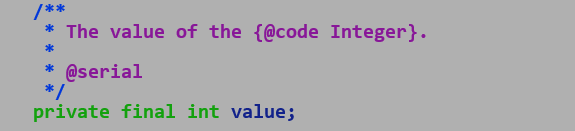 /**
 * The value of the {@code Integer}.
 *
 * @serial
 */
private final int value;